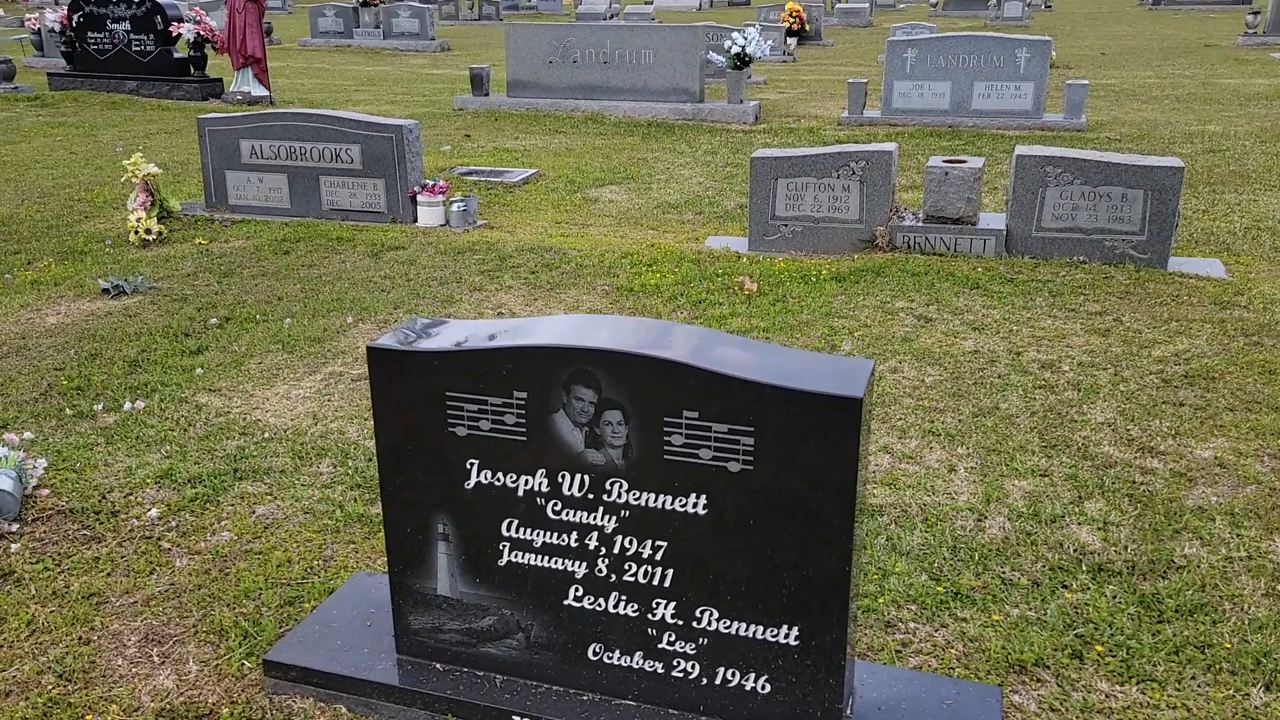 Smith
Landrum
LANDRUM
JOE L.
DEC. 18 1933
HELEN M.
FEB. 22 1945
SON
ALSOBROOKS
A. W.
OCT. 7, 1937
JAN. 10, 2002
CHARLENE B.
DEC. 28, 1933
DEC. 1, 2005
CLIFTON M.
NOV. 6, 1912
DEC. 22, 1969
BENNETT
GLADYS B.
OCT. 14, 1913
NOV. 23, 1983
Joseph W. Bennett
"Candy"
August 4, 1947
January 8, 2011
Leslie H. Bennett
"Lee"
October 29, 1946